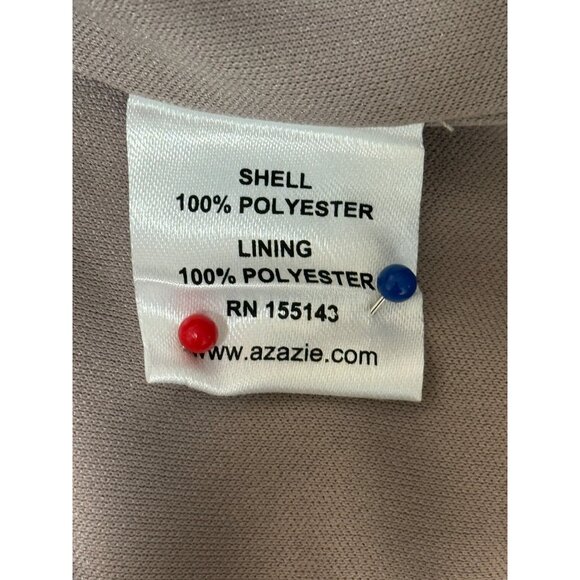 SHELL
100% POLYESTER
LINING
100% POLYESTER
RN 155143
www.azazie.com